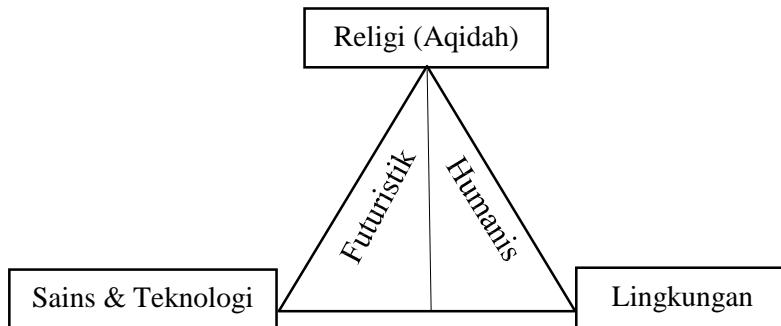 Religi (Aqidah)
Futuristik
Humanis
Sains & Teknologi
Lingkungan